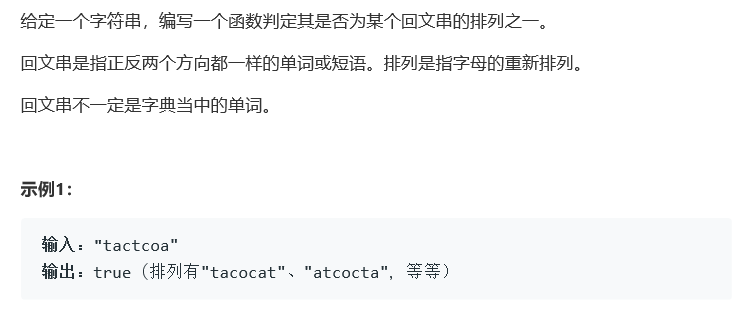 给定一个字符串，编写一个函数判定其是否为某个回文串的排列之一。
回文串是指正反两个方向都一样的单词或短语。排列是指字母的重新排列。
回文串不一定是字典当中的单词。
示例1：
输入："tactcoa"
输出：true（排列有"tacocat"、"atcocta"，等等）